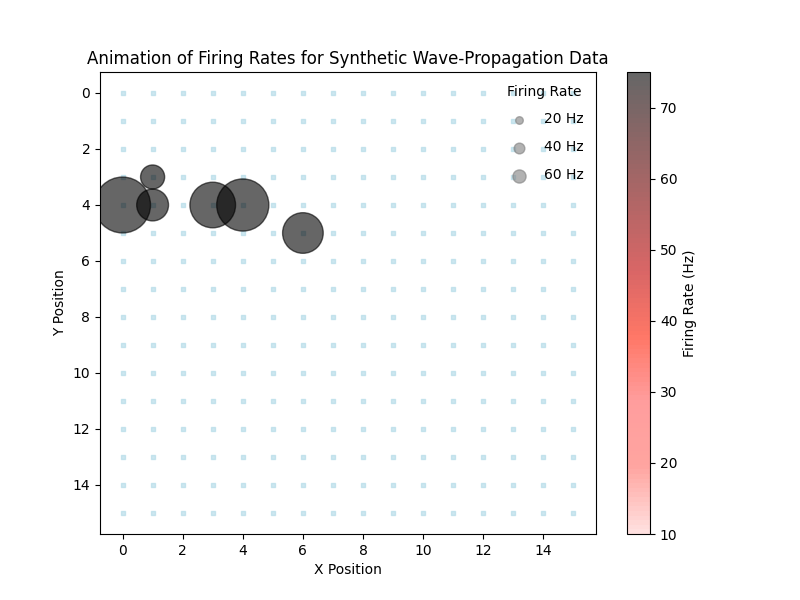 Animation of Firing Rates for Synthetic Wave-Propagation Data
Firing Rate
20 Hz
40 Hz
60 Hz
0
2
4
6
8
10
12
14
Y Position
0 2 4 6 8 10 12 14
X Position
70
60
50
40
30
20
10
Firing Rate (Hz)